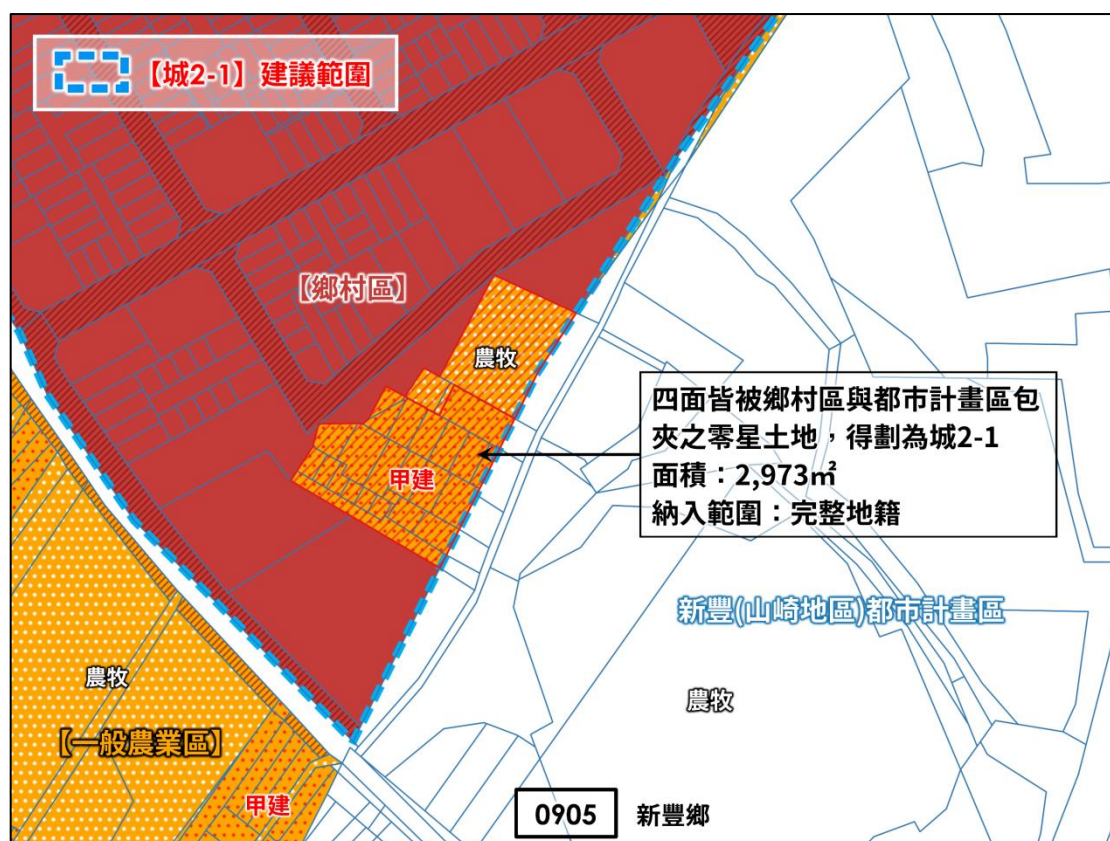 【城2-1】建議範圍
【鄉村區】
農牧
四面皆被鄉村區與都市計畫區包
夾之零星土地，得劃為城2-1
面積：2,973㎡
納入範圍：完整地籍
甲建
新豐(山崎地區)都市計畫區
農牧
農牧
【一般農業區】
甲建
0905 新豐鄉